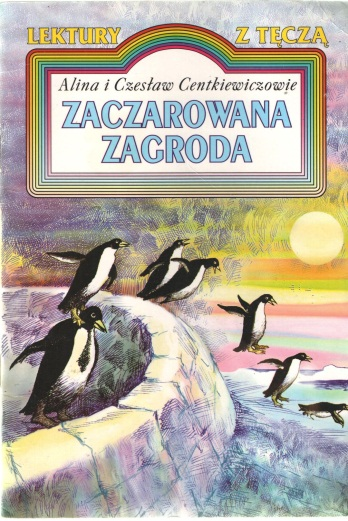 LEKTURY Z TĘCZĄ
Alina i Czesław Centkiewiczowie
ZACZAROWANA
ZAGRODA